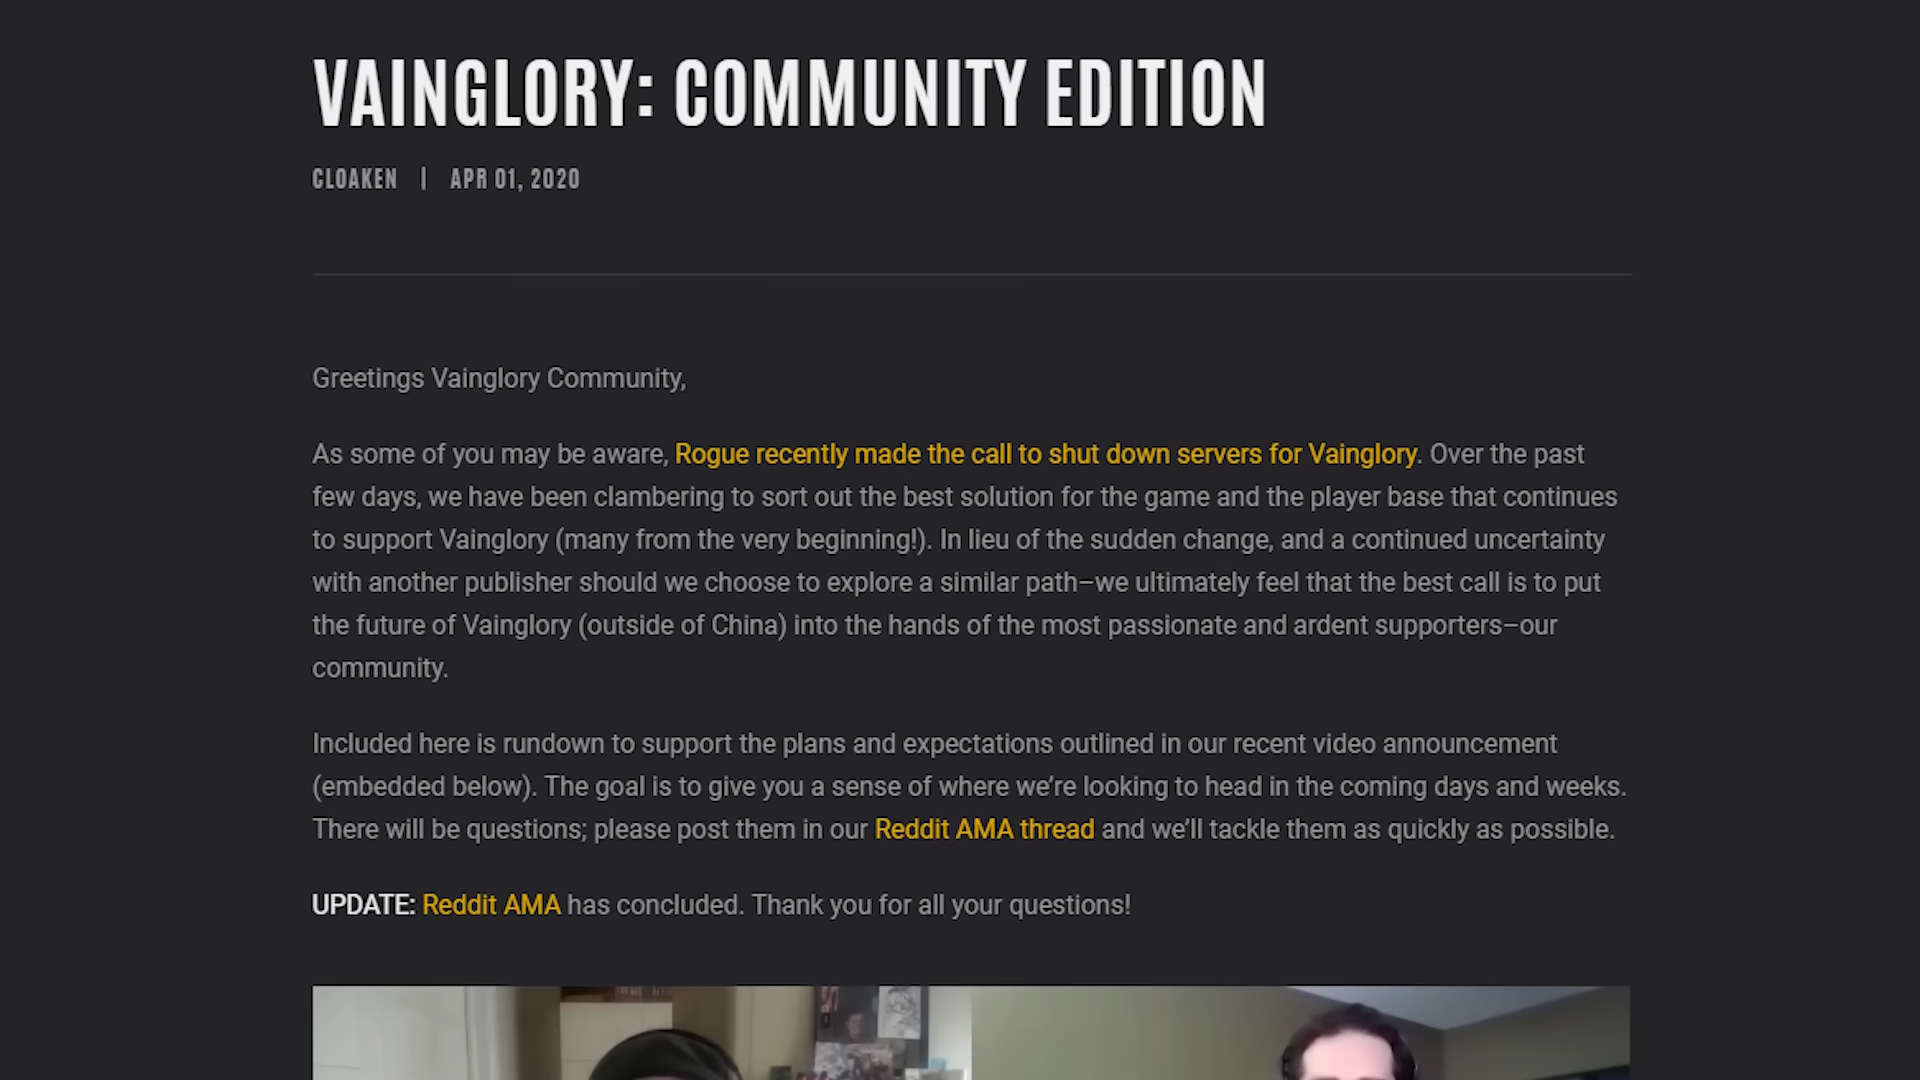 VAINGLORY: COMMUNITY EDITION
CLOAKEN | APR 01, 2020
Greetings Vainglory Community,
As some of you may be aware, Rogue recently made the call to shut down servers for Vainglory. Over the past
few days, we have been clambering to sort out the best solution for the game and the player base that continues
to support Vainglory (many from the very beginning!). In lieu of the sudden change, and a continued uncertainty
with another publisher should we choose to explore a similar path–we ultimately feel that the best call is to put
the future of Vainglory (outside of China) into the hands of the most passionate and ardent supporters–our
community.
Included here is rundown to support the plans and expectations outlined in our recent video announcement
(embedded below). The goal is to give you a sense of where we’re looking to head in the coming days and weeks.
There will be questions; please post them in our Reddit AMA thread and we’ll tackle them as quickly as possible.
UPDATE: Reddit AMA has concluded. Thank you for all your questions!